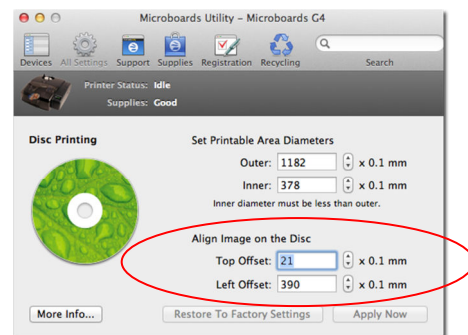 Microboards Utility – Microboards G4
Devices All Settings Support Supplies Registration Recycling Search
Printer Status: Idle
Supplies: Good
Disc Printing
Set Printable Area Diameters
Outer: 1182 x 0.1 mm
Inner: 378 x 0.1 mm
Inner diameter must be less than outer.
Align Image on the Disc
Top Offset: 21 x 0.1 mm
Left Offset: 390 x 0.1 mm
More Info... Restore To Factory Settings Apply Now